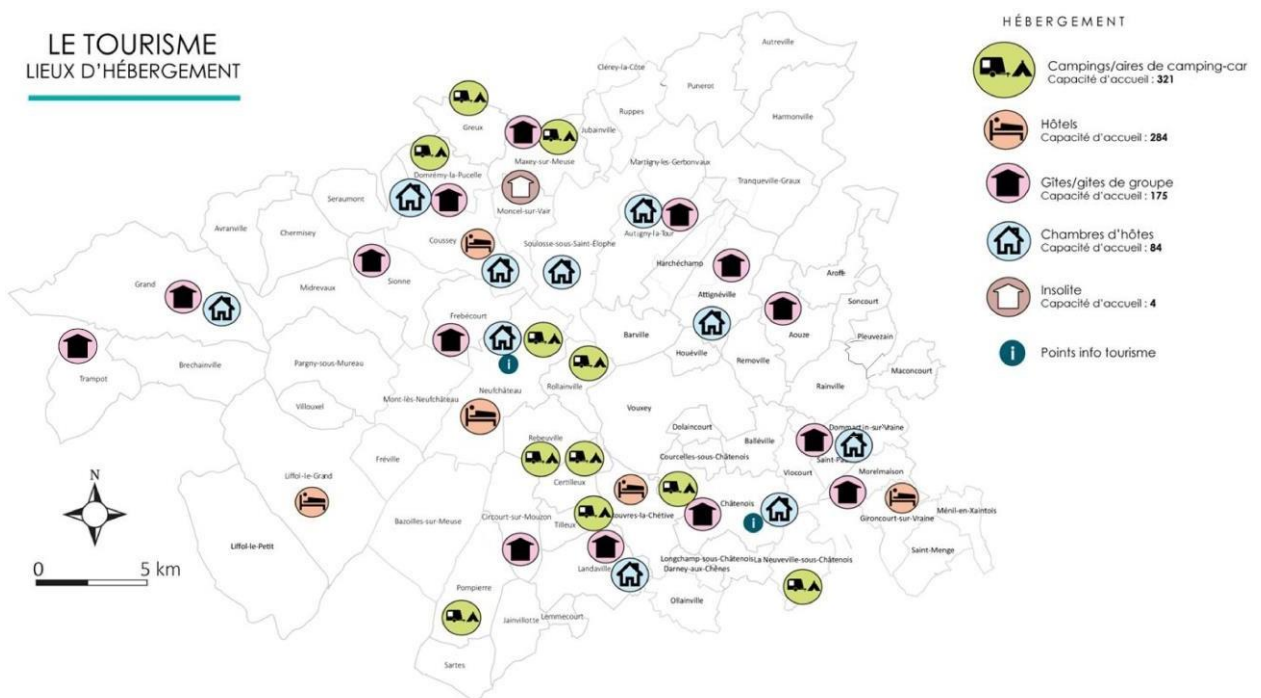 LE TOURISME
LIEUX D'HÉBERGEMENT
HÉBERGEMENT
Campings/aires de camping-car
Capacité d'accueil : 321
Hôtels
Capacité d'accueil : 284
Gîtes/gites de groupe
Capacité d'accueil : 175
Chambres d'hôtes
Capacité d'accueil : 84
Insolite
Capacité d'accueil : 4
i Points info tourisme
Autreville
Clérey-la-Côte
Punerot
Ruppes
Harmonville
Greux
Jubainville
Maxey-sur-Meuse
Martigny-les-Gerbonvaux
Domrémy-la-Pucelle
Tranqueville-Graux
Seraumont
Moncel-sur-Vair
Avranville
Chermisey
Autigny-la-Tour
Coussey
Soulosse-sous-Saint-Élophe
Harchéchamp
Aroffe
Sionne
Grand
Midrevaux
Attignéville
Soncourt
Frebécourt
Barville
Aouze
Pleuvezain
Houéville
Removille
Brechainville
Pargny-sous-Mureau
Maconcourt
Trampot
Rollainville
Rainville
i
Neufchâteau
Mont-lès-Neufchâteau
Villouxel
Vouxey
Dolaincourt
Dommartin-sur-Vraine
Rebeuville
Balléville
Fréville
Courcelles-sous-Châtenois
Viocourt
Morelmaison
Liffol-le-Grand
Certilleux
Châtenois
Ménil-en-Xaintois
Gironcourt-sur-Vraine
Bazoilles-sur-Meuse
Circourt-sur-Mouzon
Tilleux
i
Liffol-le-Petit
Saint-Menge
Longchamp-sous-Châtenois
La Neuveville-sous-Châtenois
Landaville
Darney-aux-Chênes
Pompierre
Ollainville
Jainvillotte
Lemmecourt
Sartes
N
0 5 km